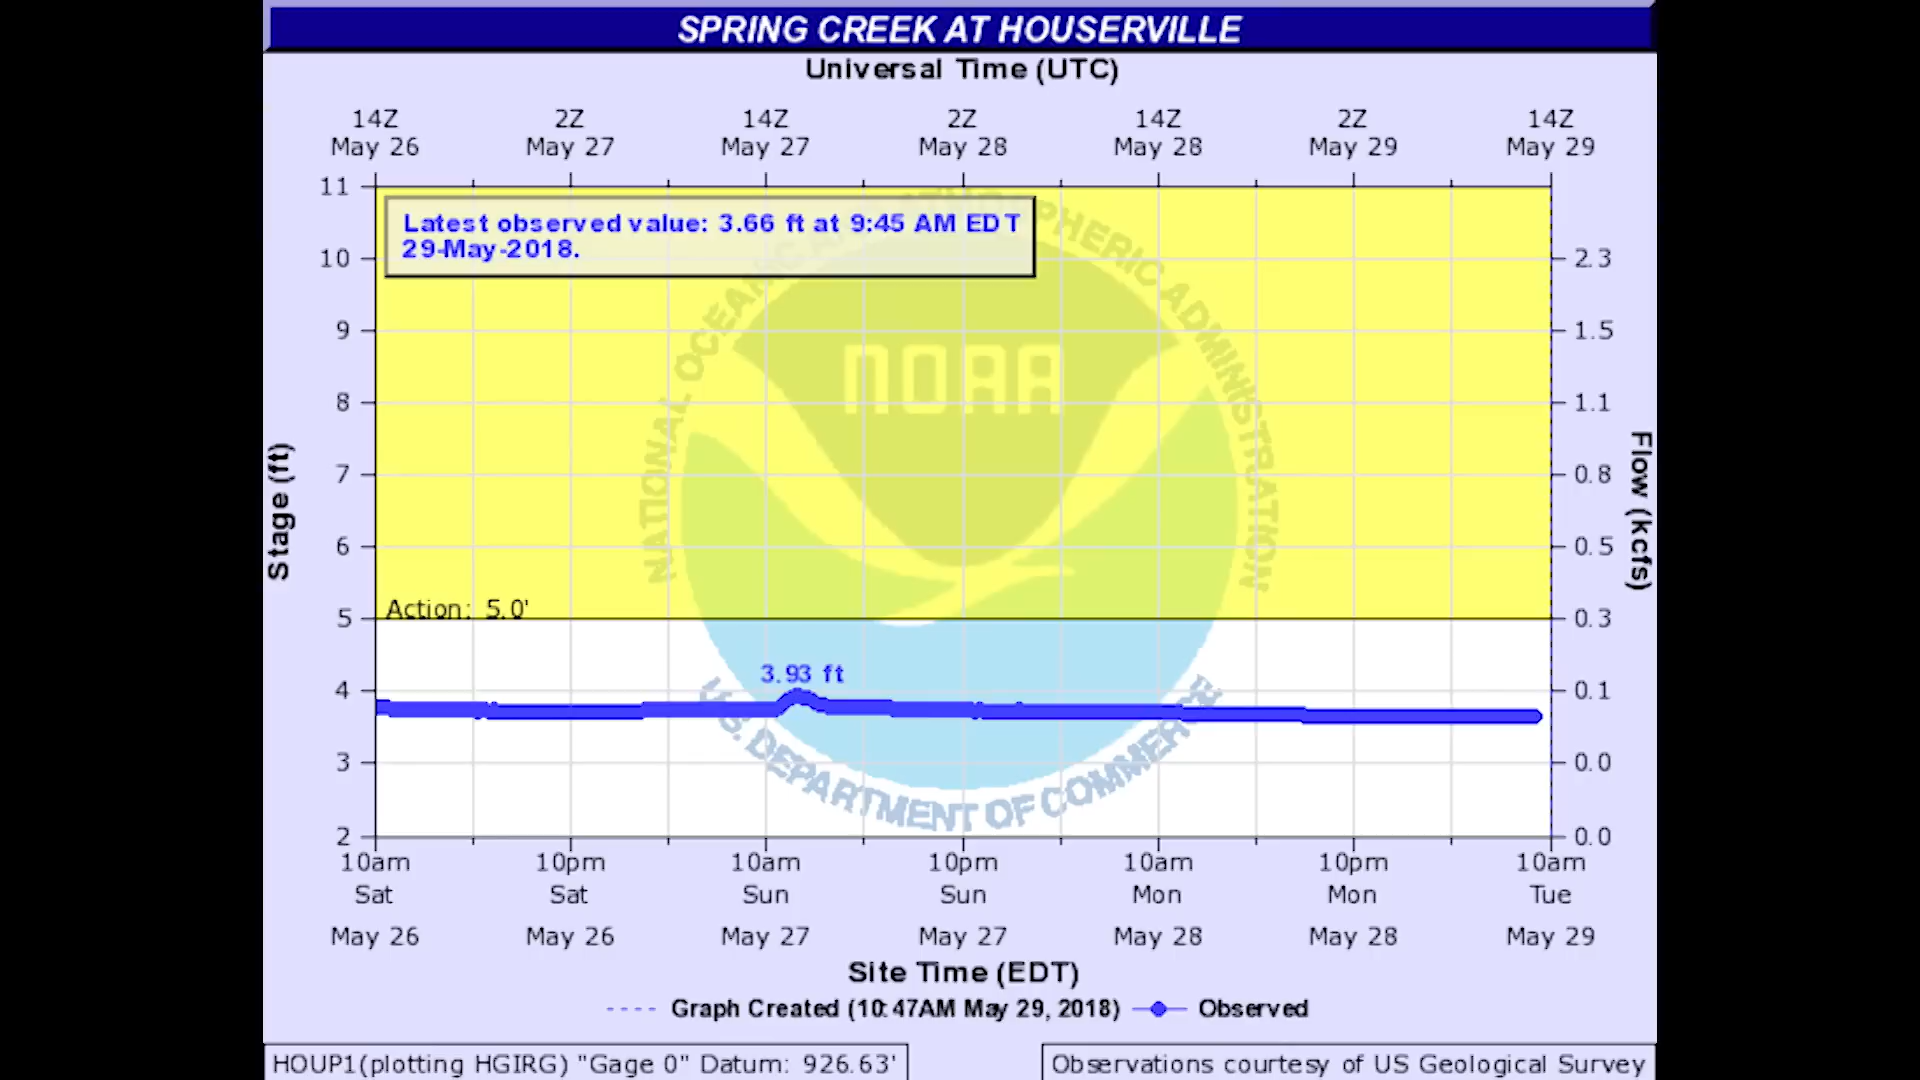 SPRING CREEK AT HOUSERVILLE
Universal Time (UTC)
14Z 2Z 14Z 2Z 14Z 2Z 14Z
May 26 May 27 May 27 May 28 May 28 May 29 May 29
Latest observed value: 3.66 ft at 9:45 AM EDT
29-May-2018.
NATIONAL OCEANIC AND ATMOSPHERIC ADMINISTRATION
NOAA
U.S. DEPARTMENT OF COMMERCE
Stage (ft)
11
10
9
8
7
6
5
4
3
2
Action: 5.0'
3.93 ft
2.3
1.5
1.1
0.8
0.5
0.3
0.1
0.0
0.0
Flow (kcfs)
10am 10pm 10am 10pm 10am 10pm 10am
Sat Sat Sun Sun Mon Mon Tue
May 26 May 26 May 27 May 27 May 28 May 28 May 29
Site Time (EDT)
Graph Created (10:47AM May 29, 2018) Observed
HOUP1(plotting HGIRG) "Gage 0" Datum: 926.63'
Observations courtesy of US Geological Survey